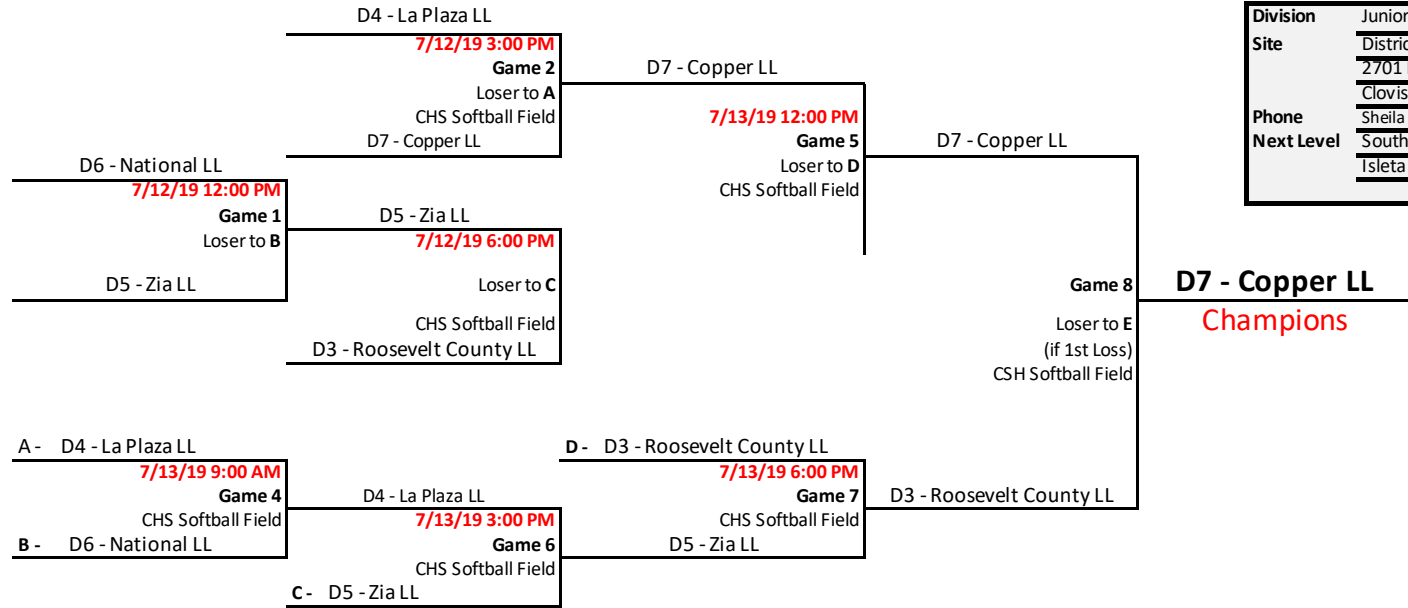 D4 - La Plaza LL
7/12/19 3:00 PM
Game 2
Loser to A
CHS Softball Field
D7 - Copper LL
D7 - Copper LL
7/13/19 12:00 PM
Game 5
Loser to D
CHS Softball Field
D7 - Copper LL
Division Junior
Site
2701
Clovis
Phone Sheila
Next Level South
Isleta
D6 - National LL
7/12/19 12:00 PM
Game 1
Loser to B
D5 - Zia LL
D5 - Zia LL
7/12/19 6:00 PM
Loser to C
CHS Softball Field
D3 - Roosevelt County LL
Game 8
Loser to E
(if 1st Loss)
CSH Softball Field
D7 - Copper LL
Champions
A - D4 - La Plaza LL
7/13/19 9:00 AM
Game 4
CHS Softball Field
B - D6 - National LL
D4 - La Plaza LL
7/13/19 3:00 PM
Game 6
CHS Softball Field
C - D5 - Zia LL
D - D3 - Roosevelt County LL
7/13/19 6:00 PM
Game 7
CHS Softball Field
D5 - Zia LL
D3 - Roosevelt County LL